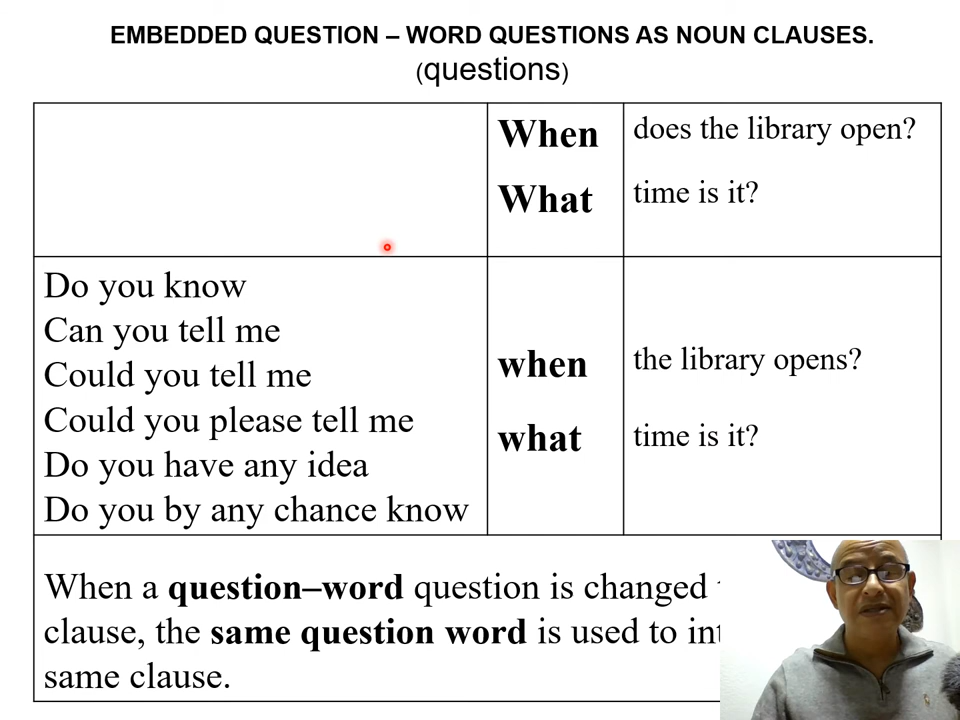 EMBEDDED QUESTION – WORD QUESTIONS AS NOUN CLAUSES.
(questions)
When does the library open?
What time is it?
Do you know
Can you tell me
Could you tell me
Could you please tell me
Do you have any idea
Do you by any chance know
when the library opens?
what time is it?
When a question–word question is changed
clause, the same question word is used to
same clause.